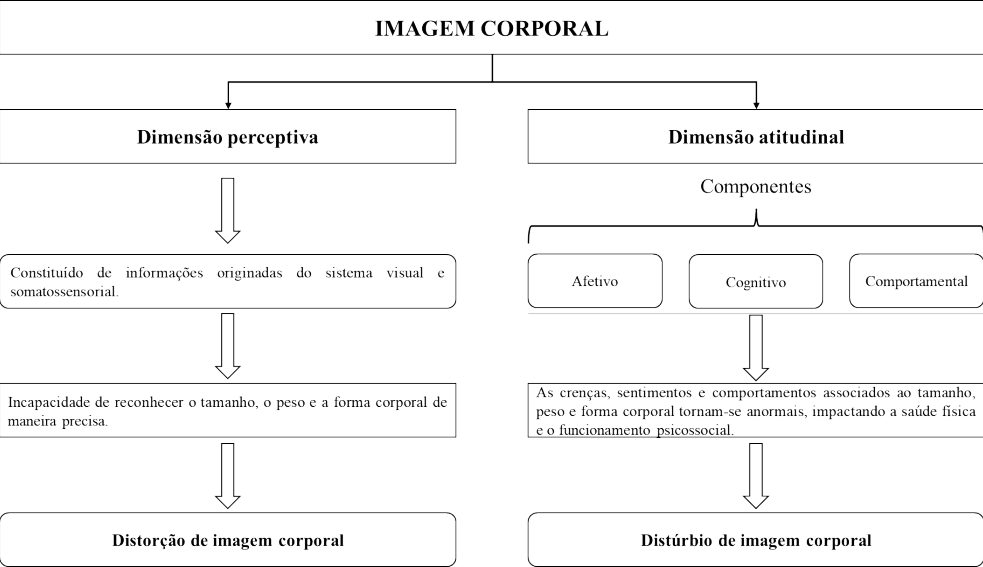 IMAGEM CORPORAL
Dimensão perceptiva
Constituído de informações originadas do sistema visual e
somatossensorial.
Incapacidade de reconhecer o tamanho, o peso e a forma corporal de
maneira precisa.
Distorção de imagem corporal
Dimensão atitudinal
Componentes
Afetivo
Cognitivo
Comportamental
As crenças, sentimentos e comportamentos associados ao tamanho,
peso e forma corporal tornam-se anormais, impactando a saúde física
e o funcionamento psicossocial.
Distúrbio de imagem corporal